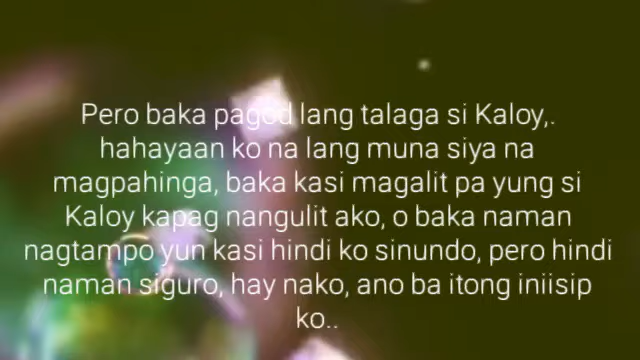 Pero baka pagod lang talaga si Kaloy,.
hahayaan ko na lang muna siya na
magpahinga, baka kasi magalit pa yung si
Kaloy kapag nangulit ako, o baka naman
nagtampo yun kasi hindi ko sinundo, pero hindi
naman siguro, hay nako, ano ba itong iniisip
ko..